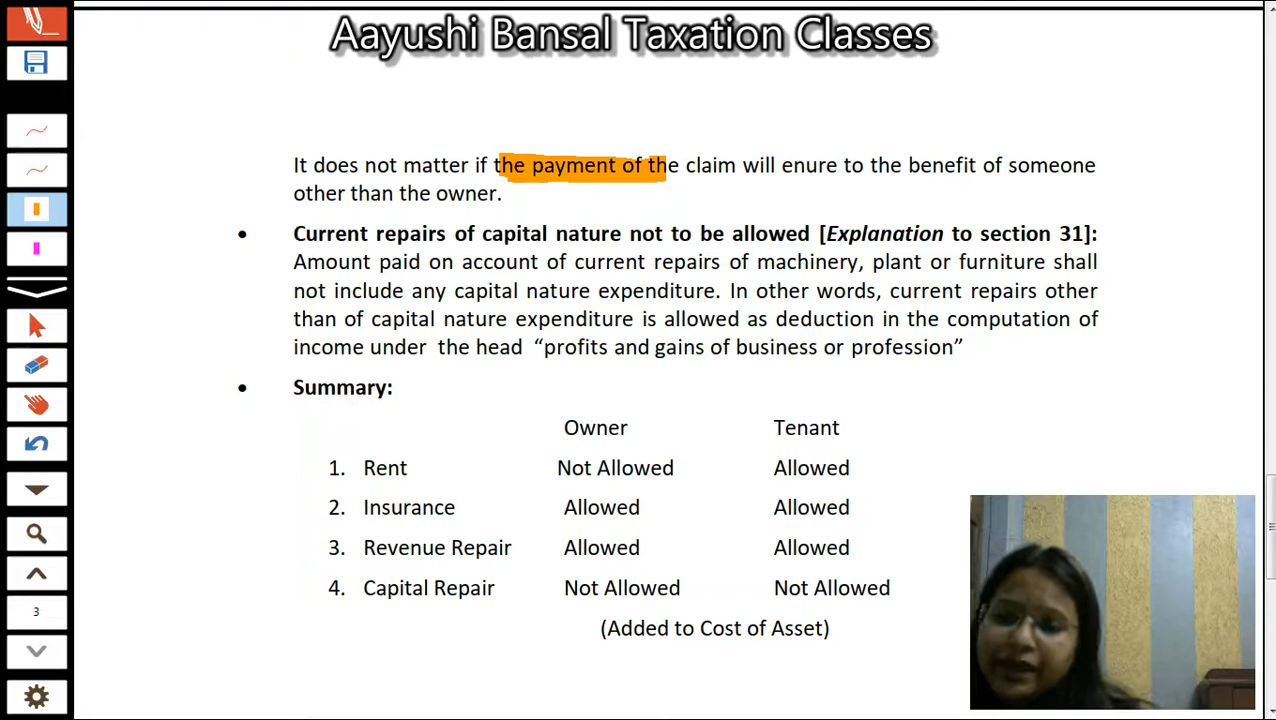 Aayushi Bansal Taxation Classes
It does not matter if the payment of the claim will enure to the benefit of someone
other than the owner.
• Current repairs of capital nature not to be allowed [Explanation to section 31]:
Amount paid on account of current repairs of machinery, plant or furniture shall
not include any capital nature expenditure. In other words, current repairs other
than of capital nature expenditure is allowed as deduction in the computation of
income under the head “profits and gains of business or profession”
• Summary:
Owner Tenant
1. Rent Not Allowed Allowed
2. Insurance Allowed Allowed
3. Revenue Repair Allowed Allowed
4. Capital Repair Not Allowed Not Allowed
(Added to Cost of Asset)
3